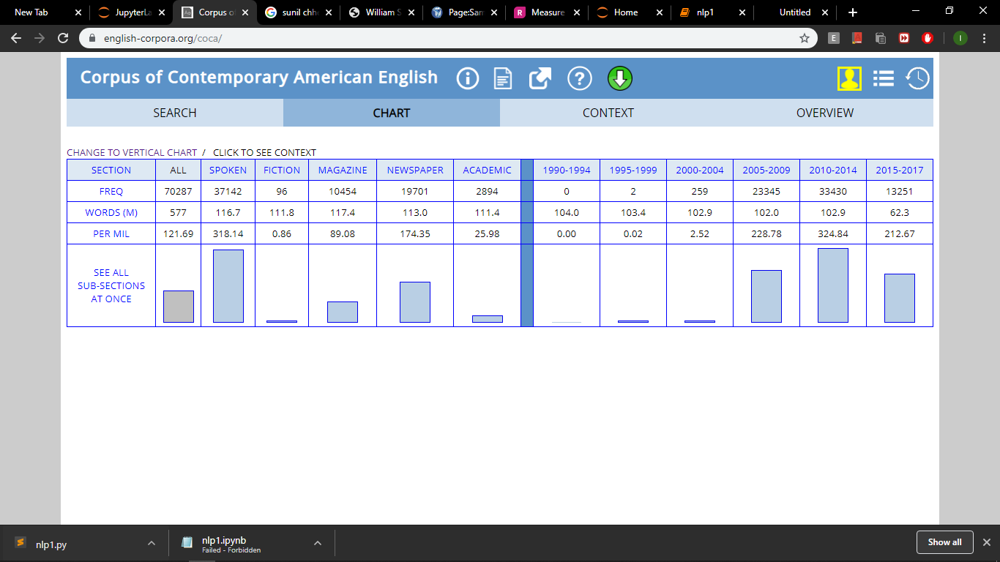 New Tab JupyterLa Corpus o sunil chh William S Page:Sam Measure Home nlp1 Untitled
english-corpora.org/coca/
Corpus of Contemporary American English
SEARCH CHART CONTEXT OVERVIEW
CHANGE TO VERTICAL CHART / CLICK TO SEE CONTEXT
SECTION ALL SPOKEN FICTION MAGAZINE NEWSPAPER ACADEMIC 1990-1994 1995-1999 2000-2004 2005-2009 2010-2014 2015-2017
FREQ 70287 37142 96 10454 19701 2894 0 2 259 23345 33430 13251
WORDS (M) 577 116.7 111.8 117.4 113.0 111.4 104.0 103.4 102.9 102.0 102.9 62.3
PER MIL 121.69 318.14 0.86 89.08 174.35 25.98 0.00 0.02 2.52 228.78 324.84 212.67
SEE ALL
SUB-SECTIONS
AT ONCE
nlp1.py
nlp1.ipynb
Failed - Forbidden
Show all